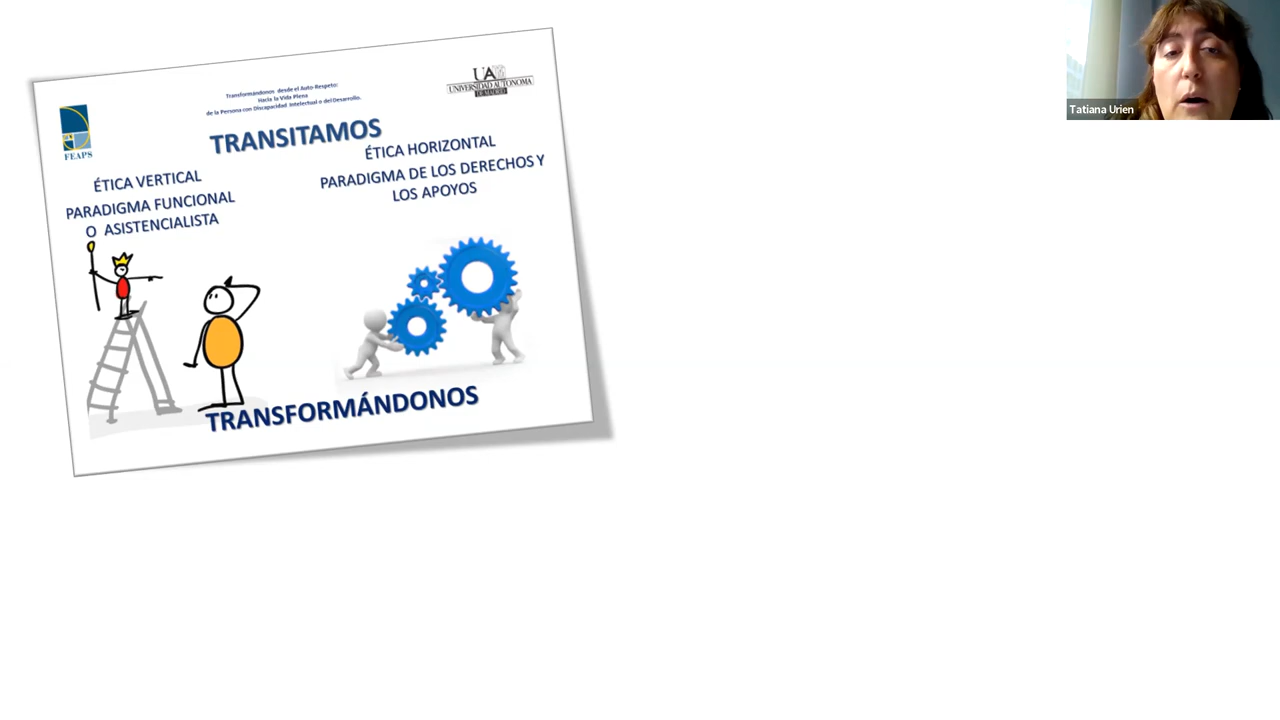 Transformándonos desde el Auto-Respeto:
Hacia la Vida Plena
de la Persona con Discapacidad Intelectual o del Desarrollo.
UA
UNIVERSIDAD AUTONOMA
DE MADRID
FEAPS
TRANSITAMOS
ÉTICA VERTICAL
PARADIGMA FUNCIONAL
O ASISTENCIALISTA
ÉTICA HORIZONTAL
PARADIGMA DE LOS DERECHOS Y
LOS APOYOS
TRANSFORMÁNDONOS
Tatiana Urien